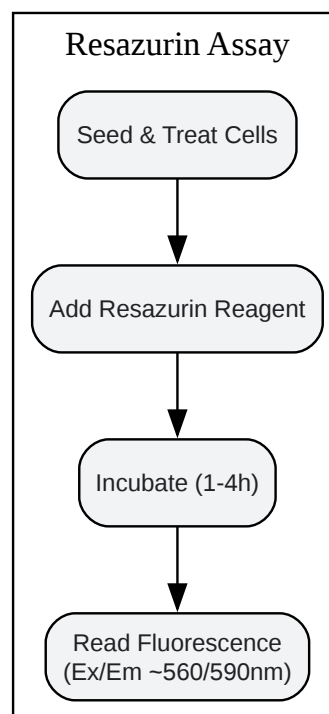 Resazurin Assay
Seed & Treat Cells
Add Resazurin Reagent
Incubate (1-4h)
Read Fluorescence
(Ex/Em ~560/590nm)